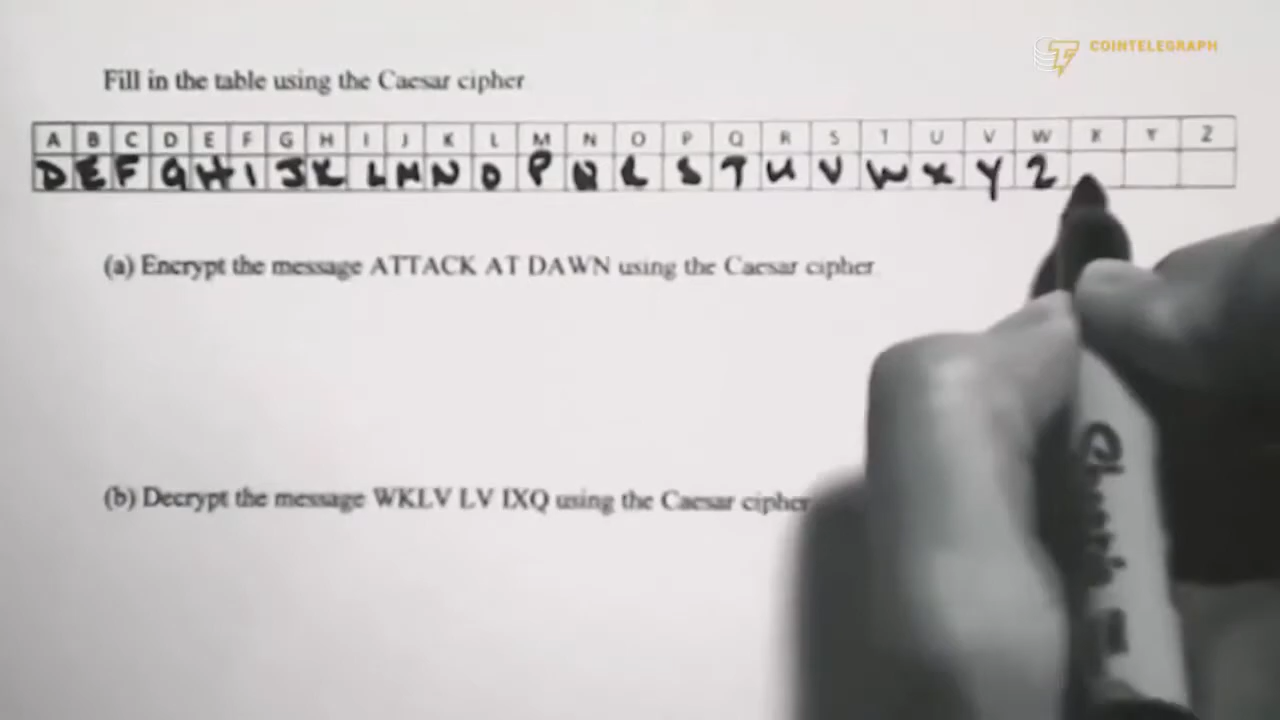 COINTELEGRAPH
Fill in the table using the Caesar cipher
A B C D E F G H I J K L M N O P Q R S T U V W X Y Z
D E F G H I J K L M N O P S T U V W X Y Z
(a) Encrypt the message ATTACK AT DAWN using the Caesar cipher
(b) Decrypt the message WKLV LV IXQ using the Caesar cipher